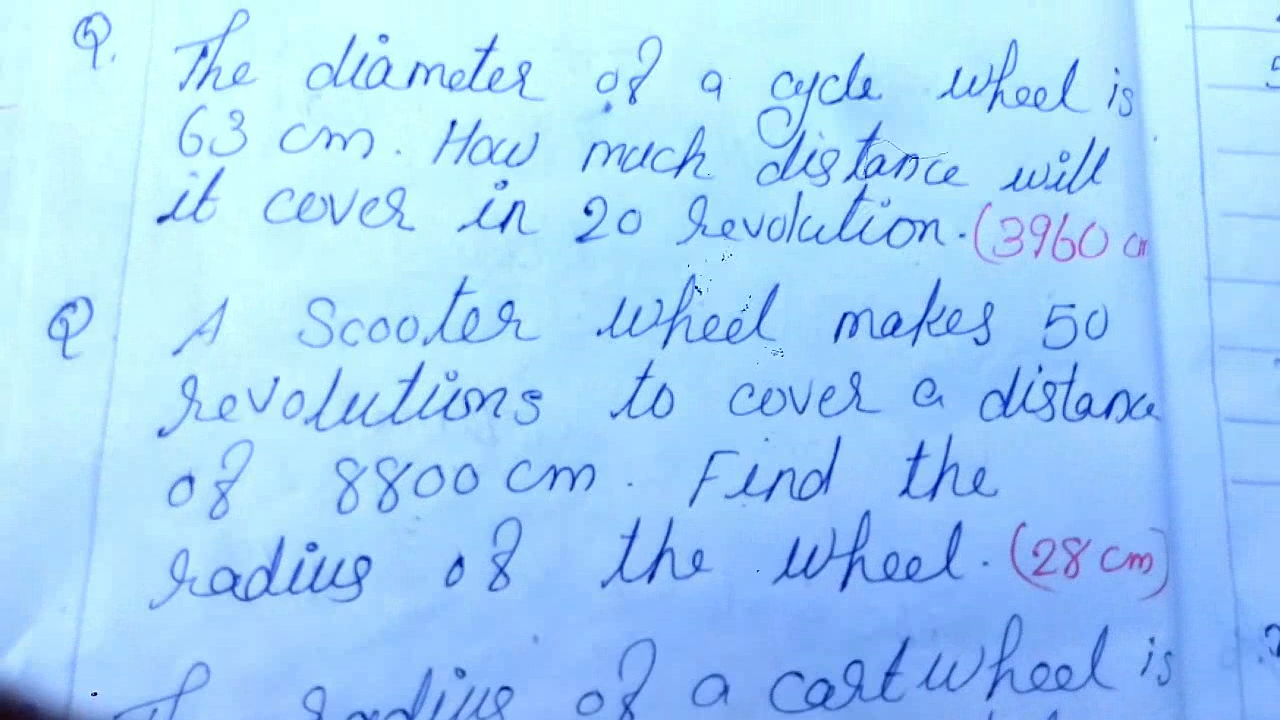 Q. The diameter of a cycle wheel is
63 cm. How much distance will
it cover in 20 revolution. (3960 cm
Q A Scooter wheel makes 50
revolutions to cover a distance
of 8800 cm. Find the
radius of the wheel. (28 cm)
radius of a cart wheel is